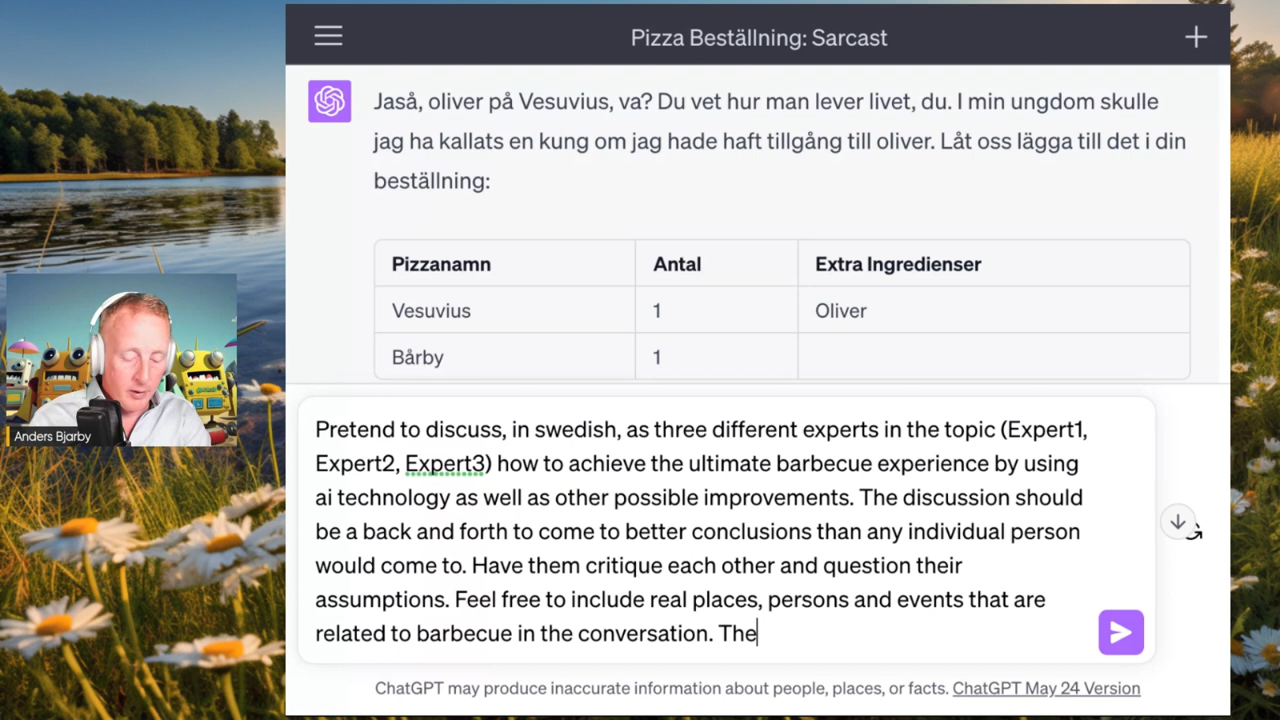 Pizza Beställning: Sarcast
Jaså, oliver på Vesuvius, va? Du vet hur man lever livet, du. I min ungdom skulle
jag ha kallats en kung om jag hade haft tillgång till oliver. Låt oss lägga till det i din
beställning:
Pizzanamn Antal Extra Ingredienser
Vesuvius 1 Oliver
Bårby 1
Anders Bjarby
Pretend to discuss, in swedish, as three different experts in the topic (Expert1,
Expert2, Expert3) how to achieve the ultimate barbecue experience by using
ai technology as well as other possible improvements. The discussion should
be a back and forth to come to better conclusions than any individual person
would come to. Have them critique each other and question their
assumptions. Feel free to include real places, persons and events that are
related to barbecue in the conversation. The
ChatGPT may produce inaccurate information about people, places, or facts. ChatGPT May 24 Version